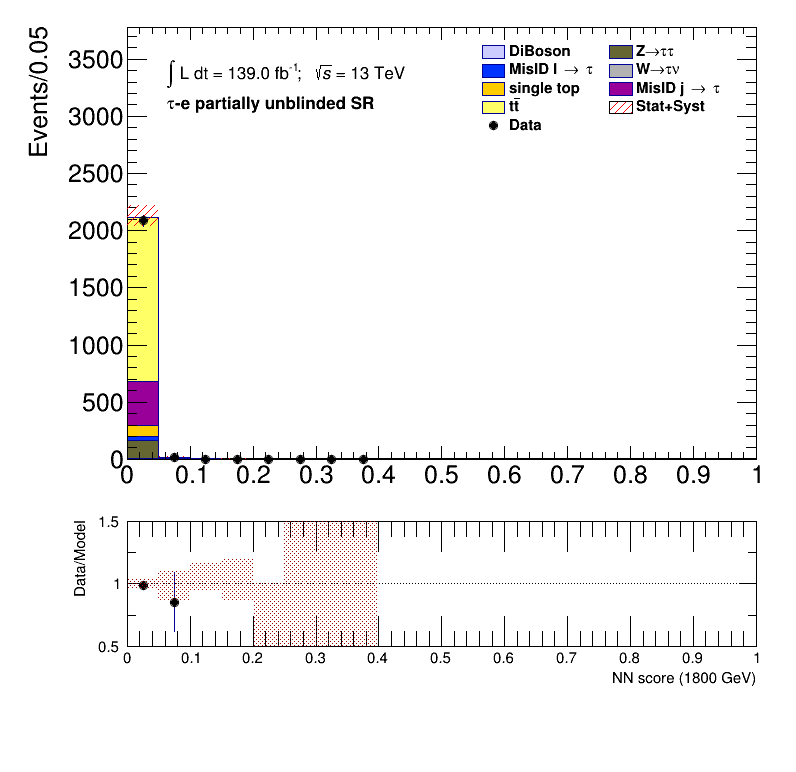 Events/0.05
3500
3000
2500
2000
1500
1000
500
0
∫ L dt = 139.0 fb⁻¹; √s = 13 TeV
τ-e partially unblinded SR
DiBoson Z→ττ
MisID l → τ W→τν
single top MisID j → τ
tt̄ Stat+Syst
Data
0 0.1 0.2 0.3 0.4 0.5 0.6 0.7 0.8 0.9 1
Data/Model
1.5
1
0.5
0 0.1 0.2 0.3 0.4 0.5 0.6 0.7 0.8 0.9 1
NN score (1800 GeV)